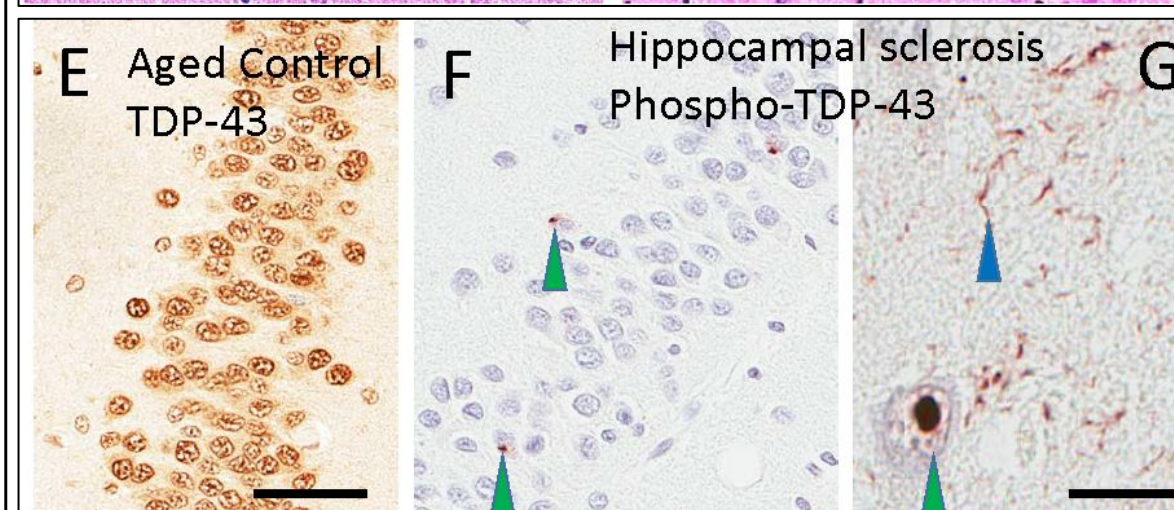 E
Aged Control
TDP-43
F
Hippocampal sclerosis
Phospho-TDP-43
G